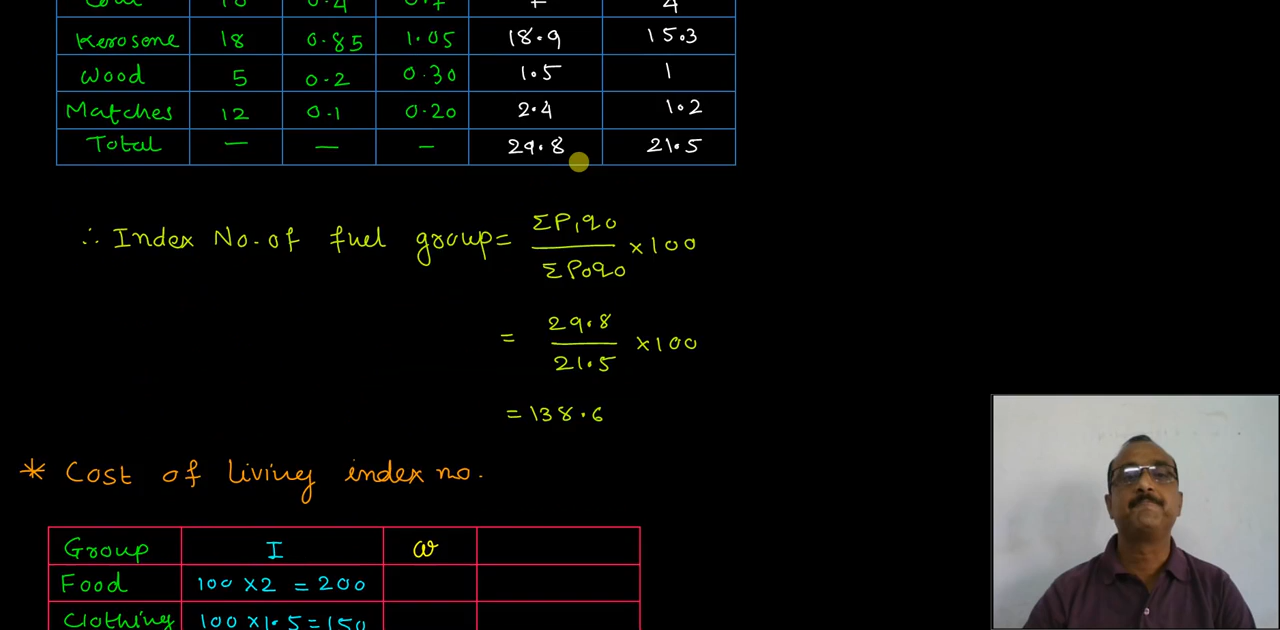 Kerosone 18 0.85 1.05 18.9 15.3
Wood 5 0.2 0.30 1.5 1
Matches 12 0.1 0.20 2.4 1.2
Total — — — 29.8 21.5
∴ Index No. of fuel group = ΣP₁q₀ / ΣP₀q₀ ×100
= 29.8 / 21.5 ×100
= 138.6
* Cost of living index no.
Group I w
Food 100 ×2 = 200
Clothing 100 ×1.5 = 150